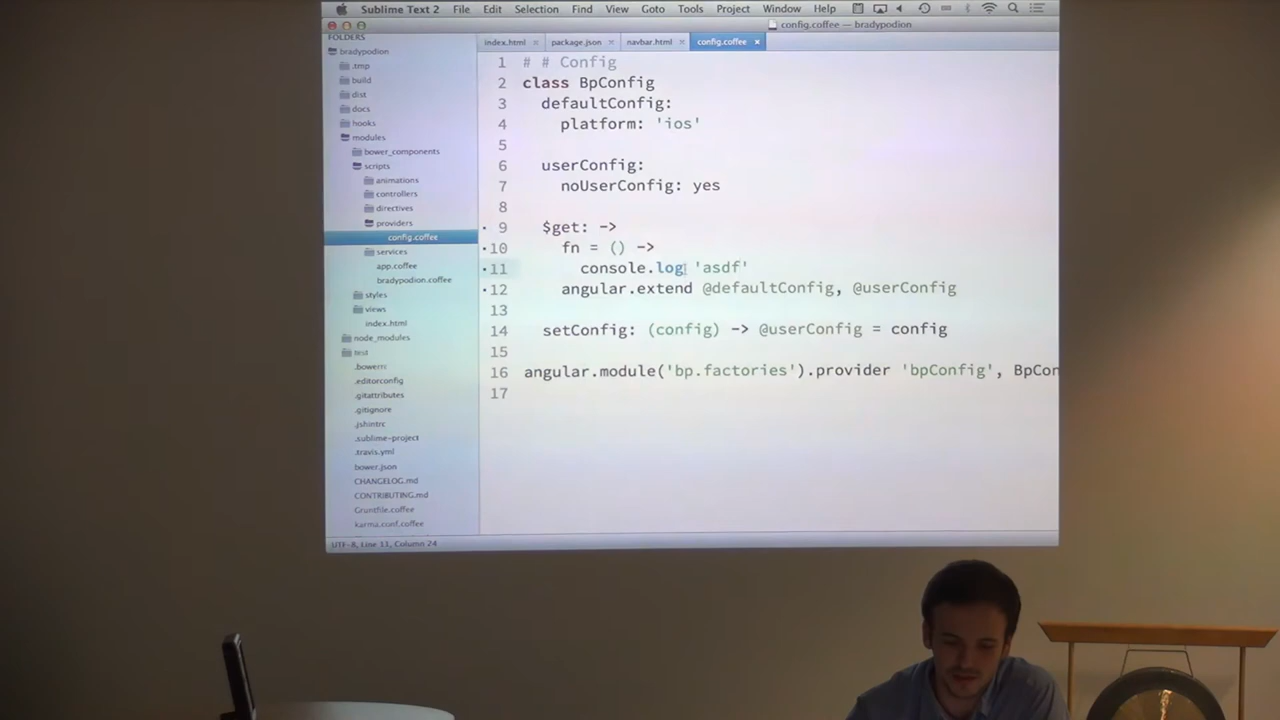 Sublime Text 2 File Edit Selection Find View Goto Tools Project Window Help
config.coffee — bradypodion
FOLDERS
bradypodion
.tmp
build
dist
docs
hooks
modules
bower_components
scripts
animations
controllers
directives
providers
config.coffee
services
app.coffee
bradypodion.coffee
styles
views
index.html
node_modules
test
.bowerrc
.editorconfig
.gitattributes
.gitignore
.jshintrc
.sublime-project
.travis.yml
bower.json
CHANGELOG.md
CONTRIBUTING.md
Gruntfile.coffee
karma.conf.coffee
index.html × package.json × navbar.html × config.coffee ×
1 # # Config
2 class BpConfig
3 defaultConfig:
4 platform: 'ios'
5
6 userConfig:
7 noUserConfig: yes
8
9 $get: ->
10 fn = () ->
11 console.log 'asdf'
12 angular.extend @defaultConfig, @userConfig
13
14 setConfig: (config) -> @userConfig = config
15
16 angular.module('bp.factories').provider 'bpConfig', BpCon
17
UTF-8, Line 11, Column 24